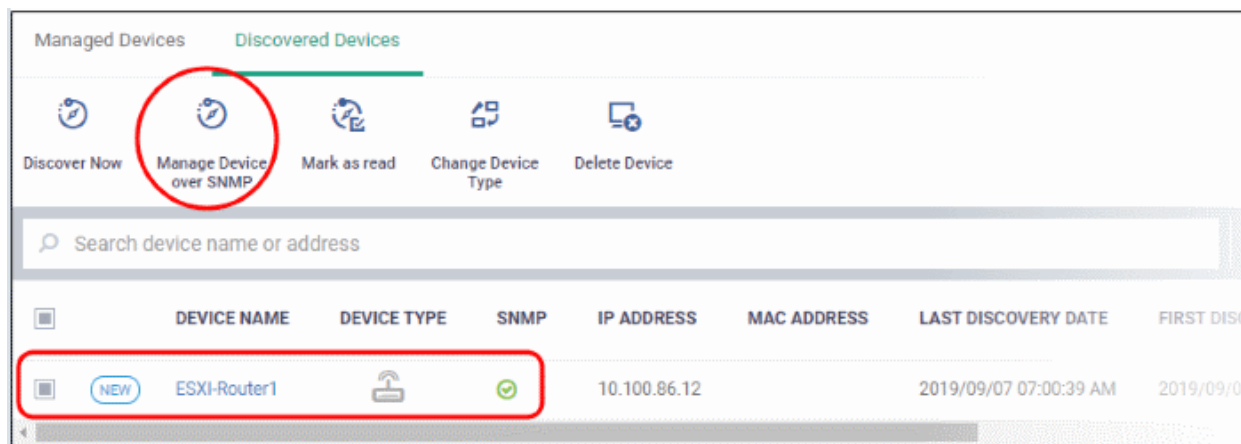 Managed Devices Discovered Devices
Discover Now Manage Device over SNMP Mark as read Change Device Type Delete Device
Search device name or address
DEVICE NAME DEVICE TYPE SNMP IP ADDRESS MAC ADDRESS LAST DISCOVERY DATE FIRST
NEW ESXI-Router1 10.100.86.12 2019/09/07 07:00:39 AM